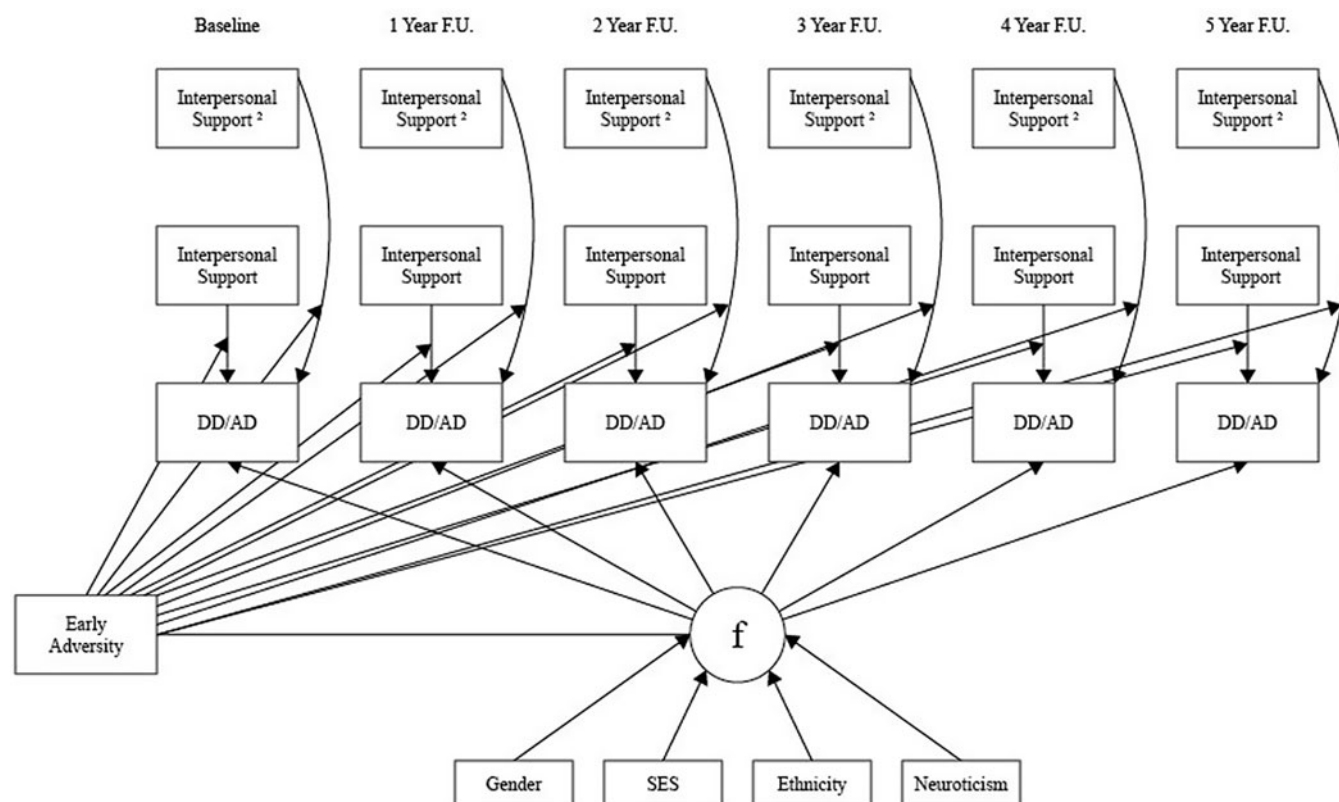 Baseline
1 Year F.U.
2 Year F.U.
3 Year F.U.
4 Year F.U.
5 Year F.U.
Interpersonal
Support ²
Interpersonal
Support ²
Interpersonal
Support ²
Interpersonal
Support ²
Interpersonal
Support ²
Interpersonal
Support ²
Interpersonal
Support
Interpersonal
Support
Interpersonal
Support
Interpersonal
Support
Interpersonal
Support
Interpersonal
Support
DD/AD
DD/AD
DD/AD
DD/AD
DD/AD
DD/AD
Early
Adversity
f
Gender
SES
Ethnicity
Neuroticism